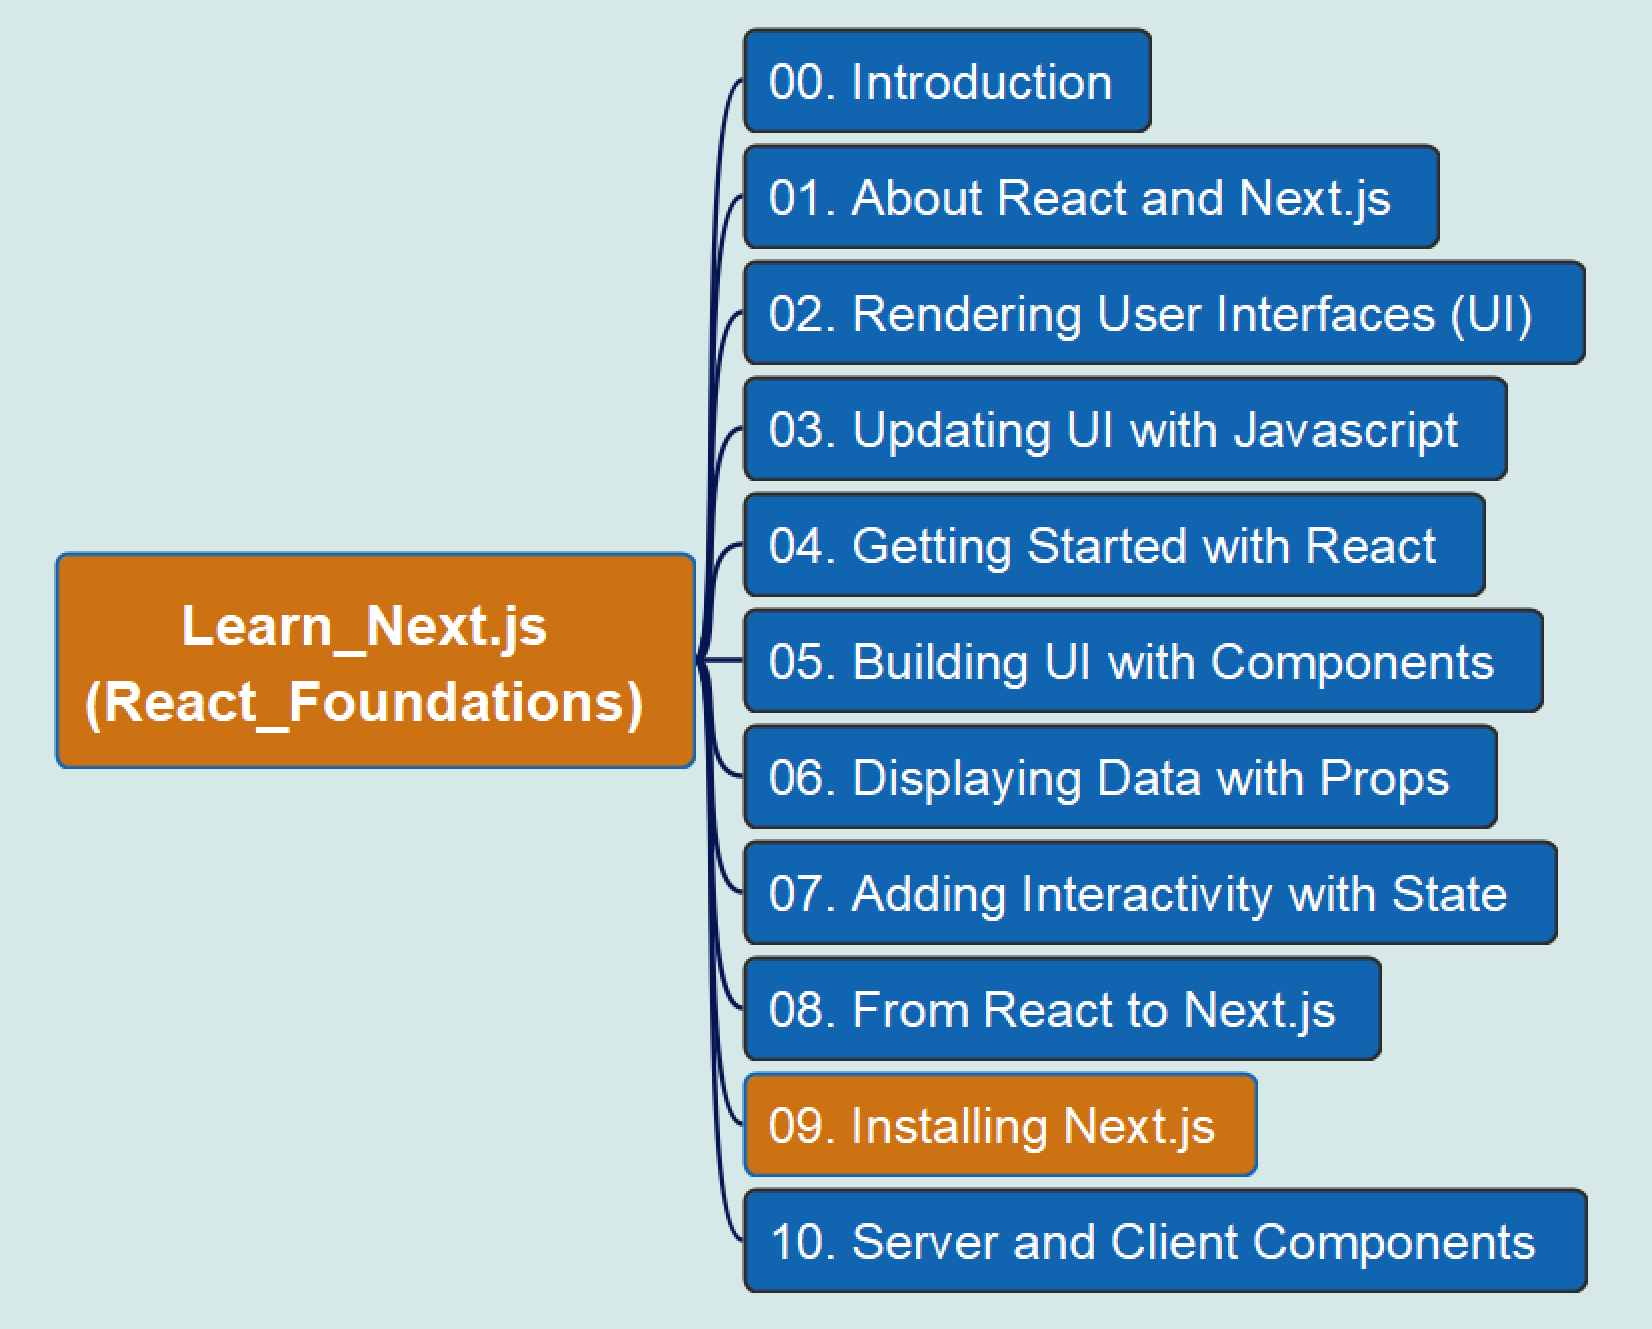 00. Introduction
01. About React and Next.js
02. Rendering User Interfaces (UI)
03. Updating UI with Javascript
04. Getting Started with React
Learn_Next.js
(React_Foundations)
05. Building UI with Components
06. Displaying Data with Props
07. Adding Interactivity with State
08. From React to Next.js
09. Installing Next.js
10. Server and Client Components